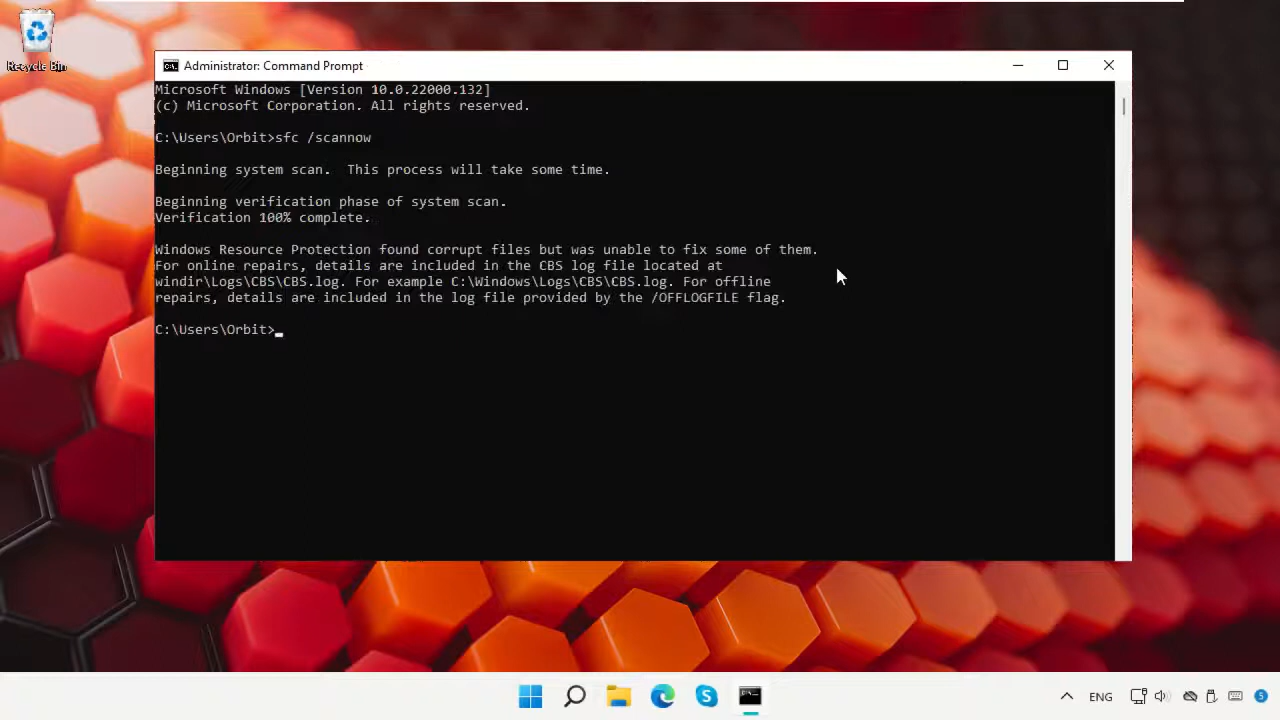 Recycle Bin
Administrator: Command Prompt
Microsoft Windows [Version 10.0.22000.132]
(c) Microsoft Corporation. All rights reserved.
C:\Users\Orbit>sfc /scannow
Beginning system scan.  This process will take some time.
Beginning verification phase of system scan.
Verification 100% complete.
Windows Resource Protection found corrupt files but was unable to fix some of them.
For online repairs, details are included in the CBS log file located at
windir\Logs\CBS\CBS.log. For example C:\Windows\Logs\CBS\CBS.log. For offline
repairs, details are included in the log file provided by the /OFFLOGFILE flag.
C:\Users\Orbit>
ENG
5